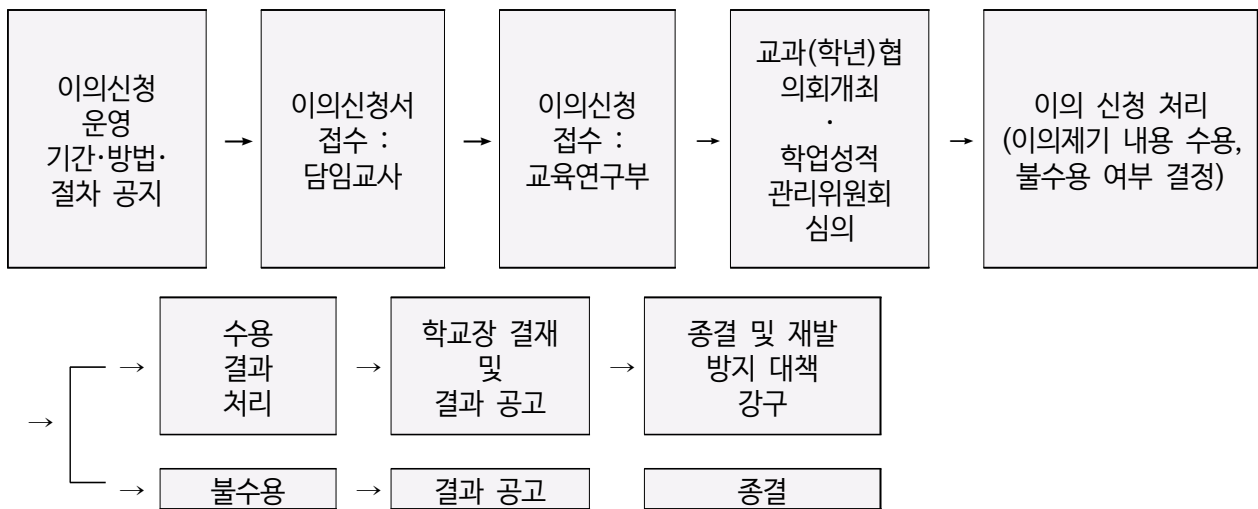 이의신청
운영
기간·방법·
절차 공지
→
이의신청서
접수 :
담임교사
→
이의신청
접수 :
교육연구부
→
교과(학년)협
의회개최
·
학업성적
관리위원회
심의
→
이의 신청 처리
(이의제기 내용 수용,
불수용 여부 결정)
→
→
수용
결과
처리
→
학교장 결재
및
결과 공고
→
종결 및 재발
방지 대책
강구
→
불수용
→
결과 공고
종결